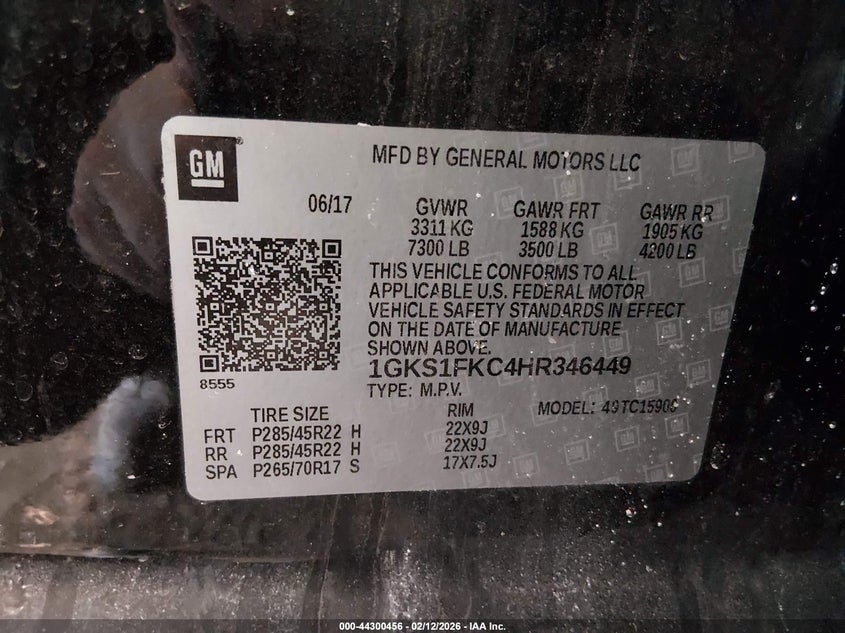 GM
MFD BY GENERAL MOTORS LLC
06/17
GVWR GAWR FRT GAWR RR
3311 KG 1588 KG 1905 KG
7300 LB 3500 LB 4200 LB
THIS VEHICLE CONFORMS TO ALL
APPLICABLE U.S. FEDERAL MOTOR
VEHICLE SAFETY STANDARDS IN EFFECT
ON THE DATE OF MANUFACTURE
SHOWN ABOVE.
1GKS1FKC4HR346449
8555
TYPE: M.P.V.
TIRE SIZE RIM MODEL:
FRT P285/45R22 H 22X9J
RR P285/45R22 H 22X9J
SPA P265/70R17 S 17X7.5J
000-44300456 - 02/12/2026 - IAA Inc.